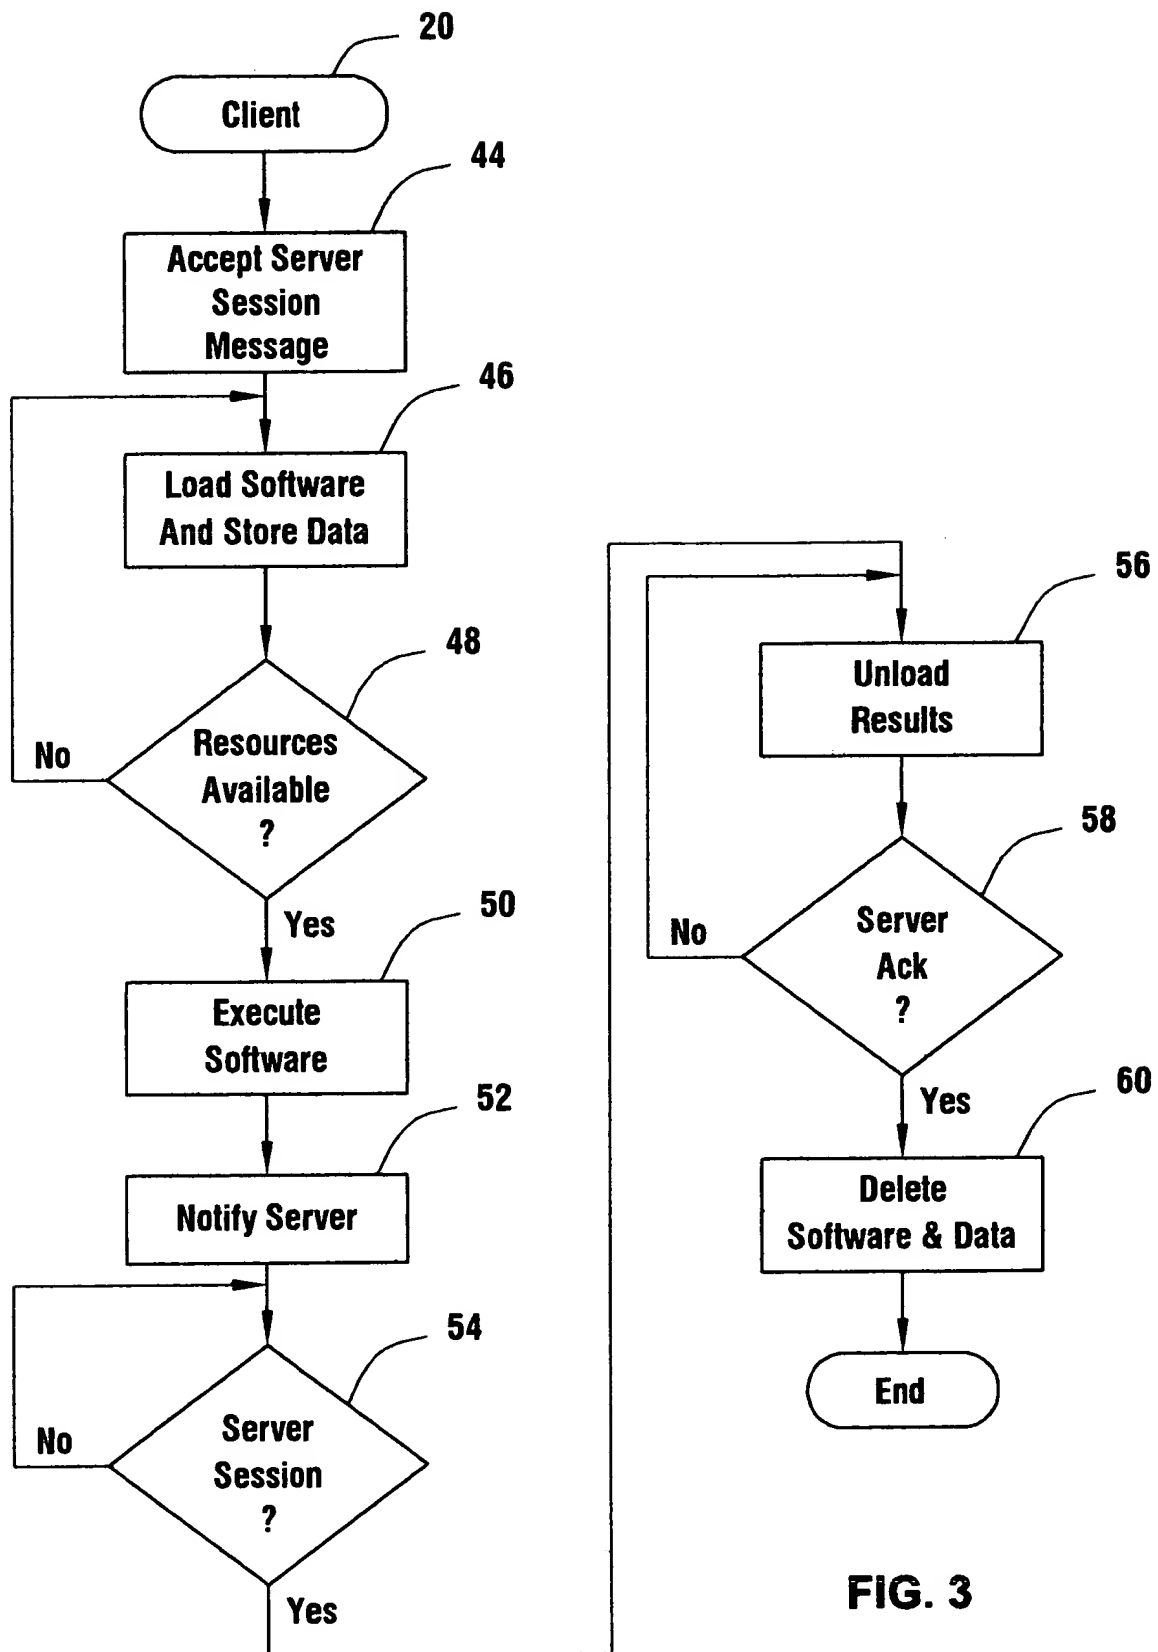 20
Client
44
Accept Server
Session
Message
46
Load Software
And Store Data
48
Resources
Available
?
No
Yes
50
Execute
Software
52
Notify Server
54
Server
Session
?
No
Yes
56
Unload
Results
58
Server
Ack
?
No
Yes
60
Delete
Software & Data
End
FIG. 3